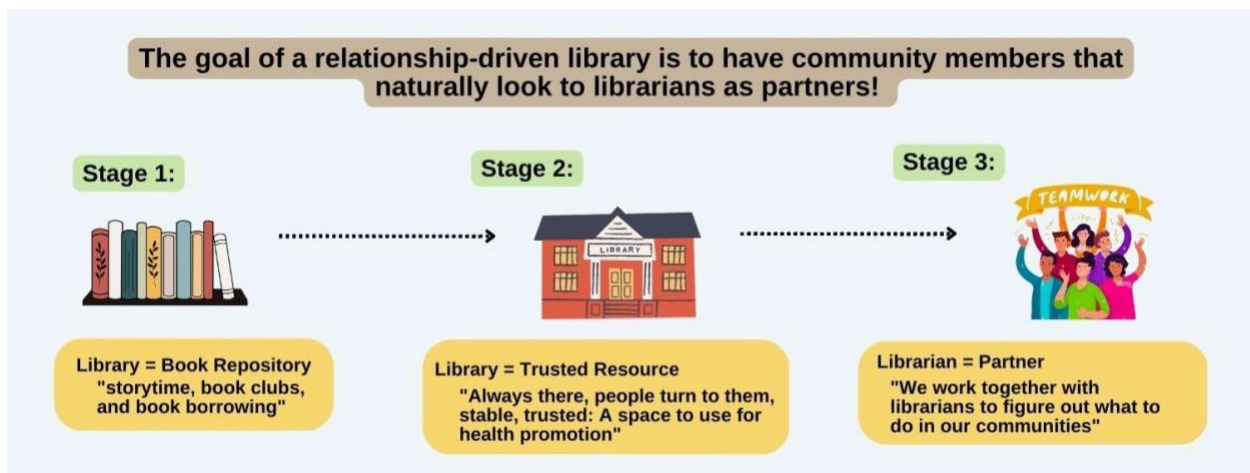 The goal of a relationship-driven library is to have community members that
naturally look to librarians as partners!
Stage 1:
Stage 2:
Stage 3:
LIBRARY
TEAMWORK
Library = Book Repository
"storytime, book clubs,
and book borrowing"
Library = Trusted Resource
"Always there, people turn to them,
stable, trusted: A space to use for
health promotion"
Librarian = Partner
"We work together with
librarians to figure out what to
do in our communities"